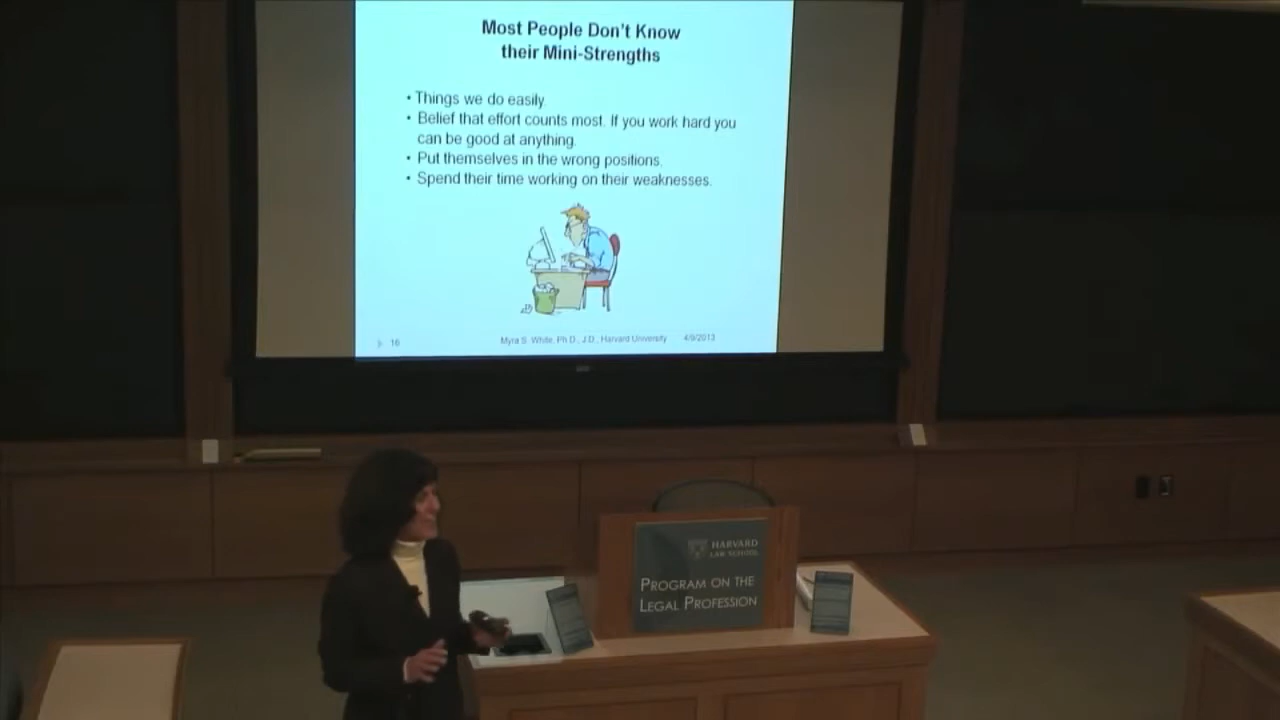 Most People Don't Know
their Mini-Strengths
• Things we do easily.
• Belief that effort counts most. If you work hard you
can be good at anything.
• Put themselves in the wrong positions.
• Spend their time working on their weaknesses.
16
Myra S. White, Ph.D., J.D., Harvard University
4/9/2013
HARVARD
LAW SCHOOL
PROGRAM ON THE
LEGAL PROFESSION